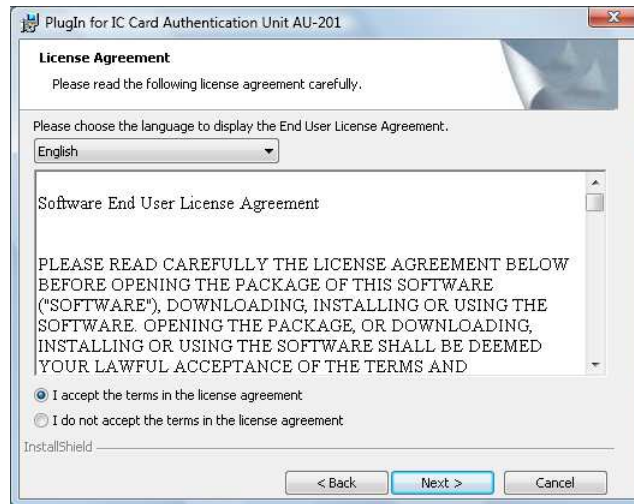 PlugIn for IC Card Authentication Unit AU-201
License Agreement
Please read the following license agreement carefully.
Please choose the language to display the End User License Agreement.
English
Software End User License Agreement
PLEASE READ CAREFULLY THE LICENSE AGREEMENT BELOW
BEFORE OPENING THE PACKAGE OF THIS SOFTWARE
("SOFTWARE"), DOWNLOADING, INSTALLING OR USING THE
SOFTWARE. OPENING THE PACKAGE, OR DOWNLOADING,
INSTALLING OR USING THE SOFTWARE SHALL BE DEEMED
YOUR LAWFUL ACCEPTANCE OF THE TERMS AND
I accept the terms in the license agreement
I do not accept the terms in the license agreement
InstallShield
< Back Next > Cancel